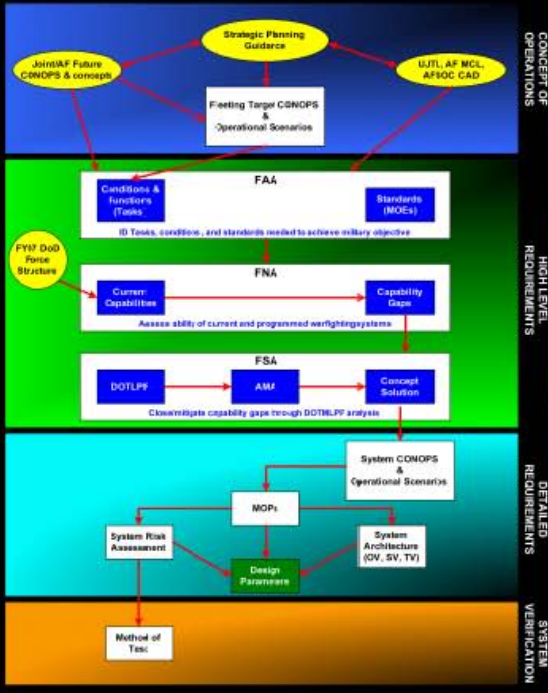 Strategic Planning
Guidance
Joint/AF Future
CONOPS & concepts
UJTL, AF MCL,
AFSOC CAD
Fleeting Target CONOPS
&
Operational Scenarios
CONCEPT OF
OPERATIONS
FAA
Conditions &
Functions
(Tasks)
Standards
(MOEs)
ID Tasks, conditions, and standards needed to achieve military objective
FY07 DoD
Force
Structure
FNA
Current
Capabilities
Capability
Gaps
Assess ability of current and programmed warfighting systems
FSA
DOTLPF
AMA
Concept
Solution
Close/mitigate capability gaps through DOTMLPF analysis
HIGH LEVEL
REQUIREMENTS
System CONOPS
&
Operational Scenarios
MOPs
System Risk
Assessment
System
Architecture
(OV, SV, TV)
Design
Parameters
DETAILED
REQUIREMENTS
Method of
Test
SYSTEM
VERIFICATION